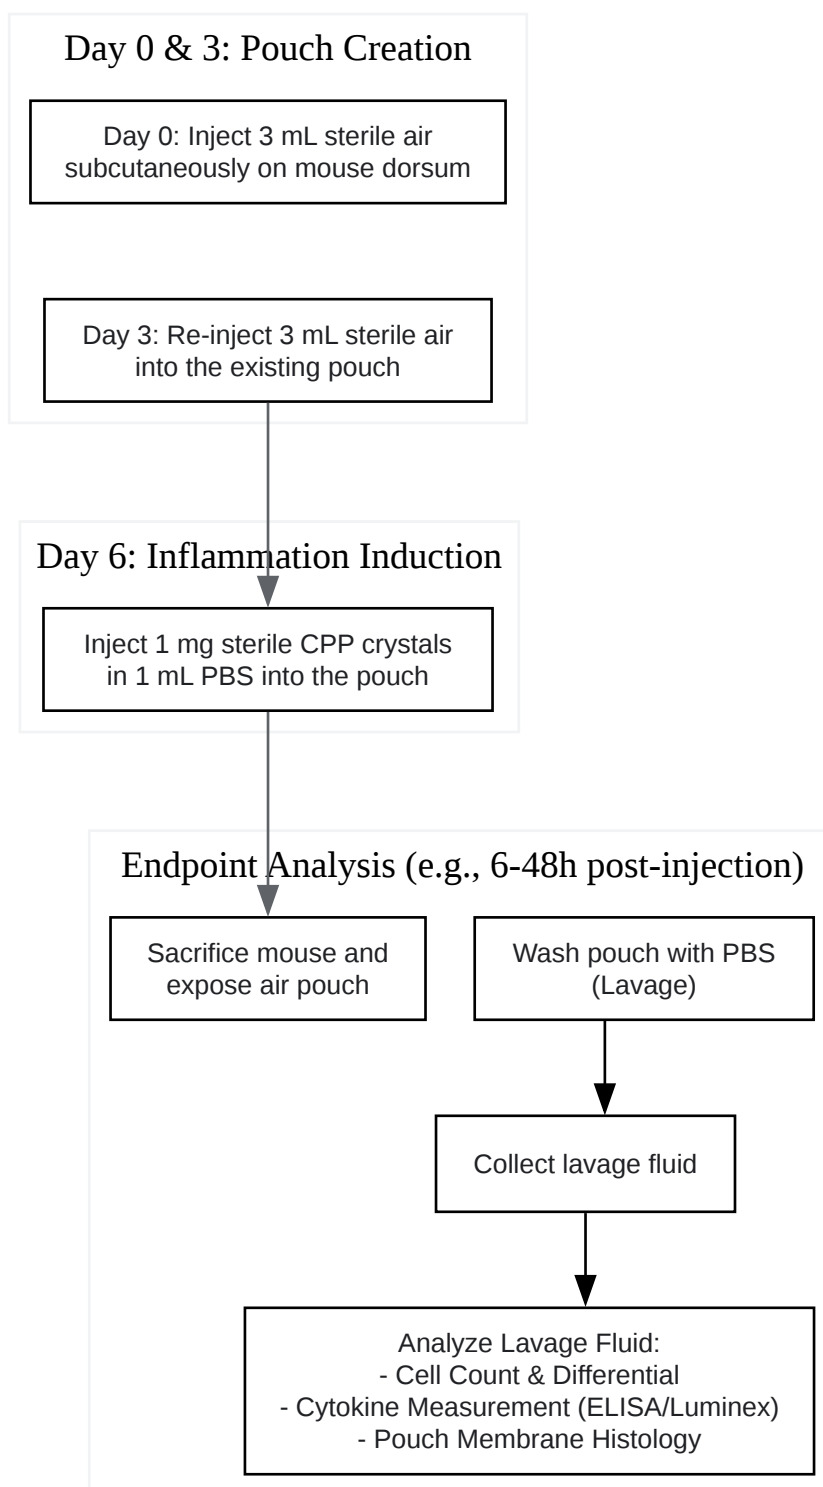 Day 0 & 3: Pouch Creation
Day 0: Inject 3 mL sterile air
subcutaneously on mouse dorsum
Day 3: Re-inject 3 mL sterile air
into the existing pouch
Day 6: Inflammation Induction
Inject 1 mg sterile CPP crystals
in 1 mL PBS into the pouch
Endpoint Analysis (e.g., 6-48h post-injection)
Sacrifice mouse and
expose air pouch
Wash pouch with PBS
(Lavage)
Collect lavage fluid
Analyze Lavage Fluid:
- Cell Count & Differential
- Cytokine Measurement (ELISA/Luminex)
- Pouch Membrane Histology